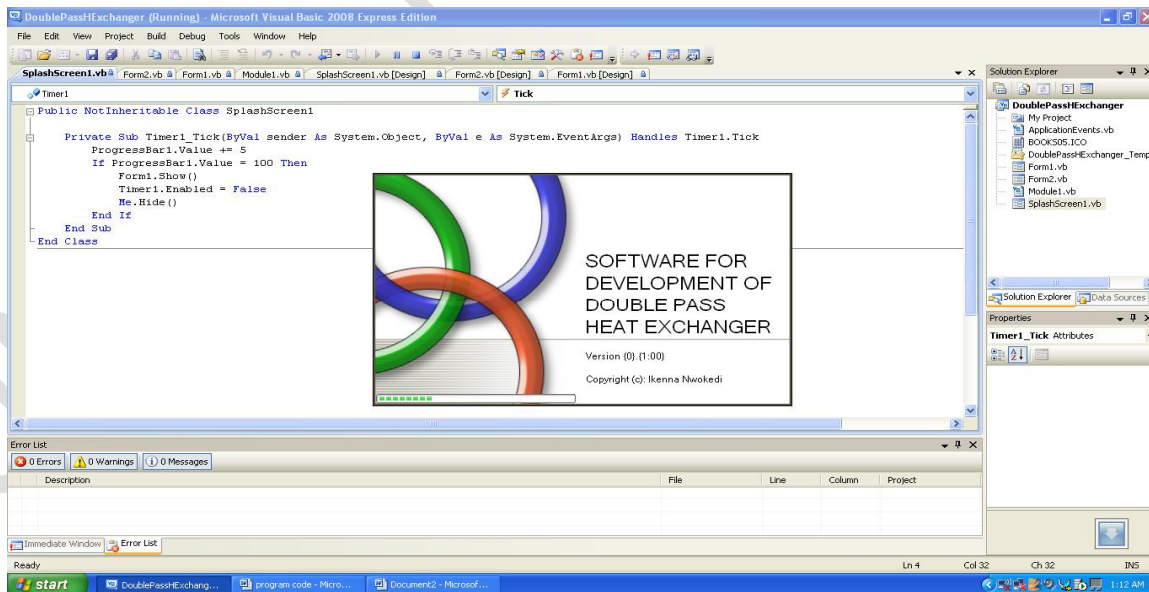 DoublePassHExchanger (Running) - Microsoft Visual Basic 2008 Express Edition
File Edit View Project Build Debug Tools Window Help
SplashScreen1.vb Form2.vb Form1.vb Module1.vb SplashScreen1.vb [Design] Form2.vb [Design] Form1.vb [Design]
Timer1 Tick
Public NotInheritable Class SplashScreen1
Private Sub Timer1_Tick(ByVal sender As System.Object, ByVal e As System.EventArgs) Handles Timer1.Tick
ProgressBar1.Value += 5
If ProgressBar1.Value = 100 Then
Form1.Show()
Timer1.Enabled = False
Me.Hide()
End If
End Sub
End Class
SOFTWARE FOR
DEVELOPMENT OF
DOUBLE PASS
HEAT EXCHANGER
Version {0}.{1:00}
Copyright (c): Ikenna Nwokedi
Solution Explorer
DoublePassHExchanger
My Project
ApplicationEvents.vb
BOOKS05.ICO
DoublePassHExchanger_Temp
Form1.vb
Form2.vb
Module1.vb
SplashScreen1.vb
Solution Explorer Data Sources
Properties
Timer1_Tick Attributes
Error List
0 Errors 0 Warnings 0 Messages
Description File Line Column Project
Immediate Window Error List
Ready Ln 4 Col 32 Ch 32 INS
start DoublePassHExchang... program code - Micro... Document2 - Microsof... 1:12 AM